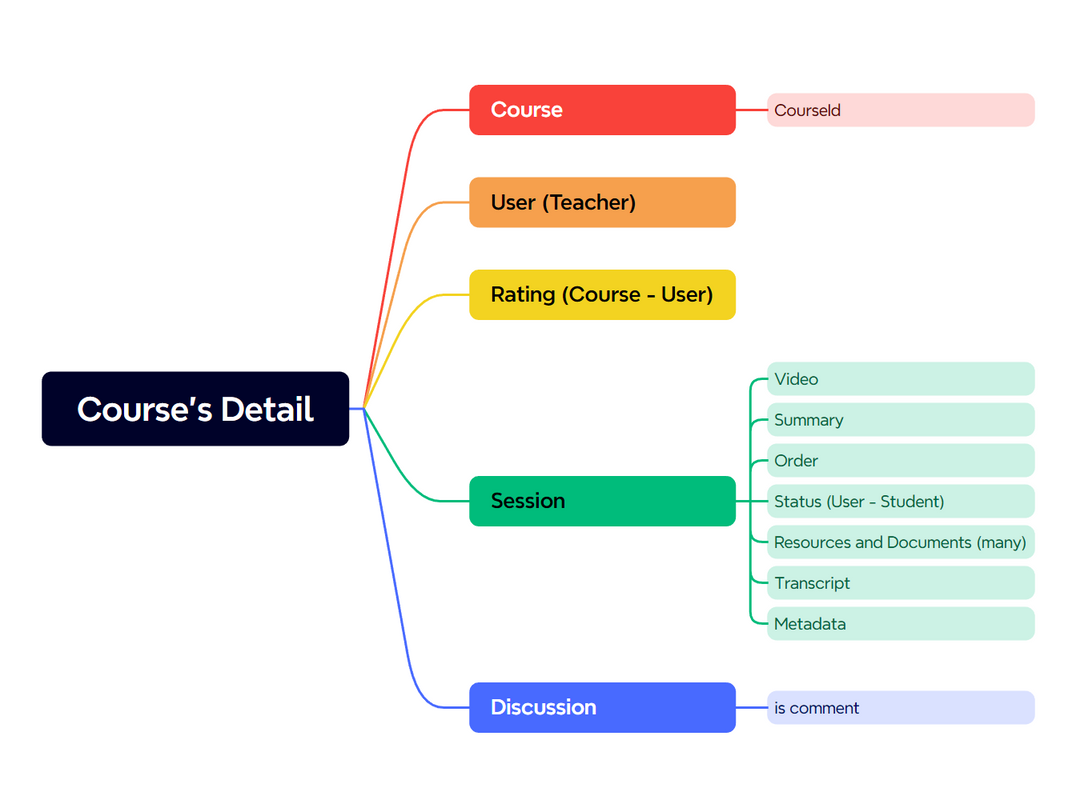 Course
CourseId
User (Teacher)
Rating (Course - User)
Course's Detail
Video
Summary
Order
Session
Status (User - Student)
Resources and Documents (many)
Transcript
Metadata
Discussion
is comment